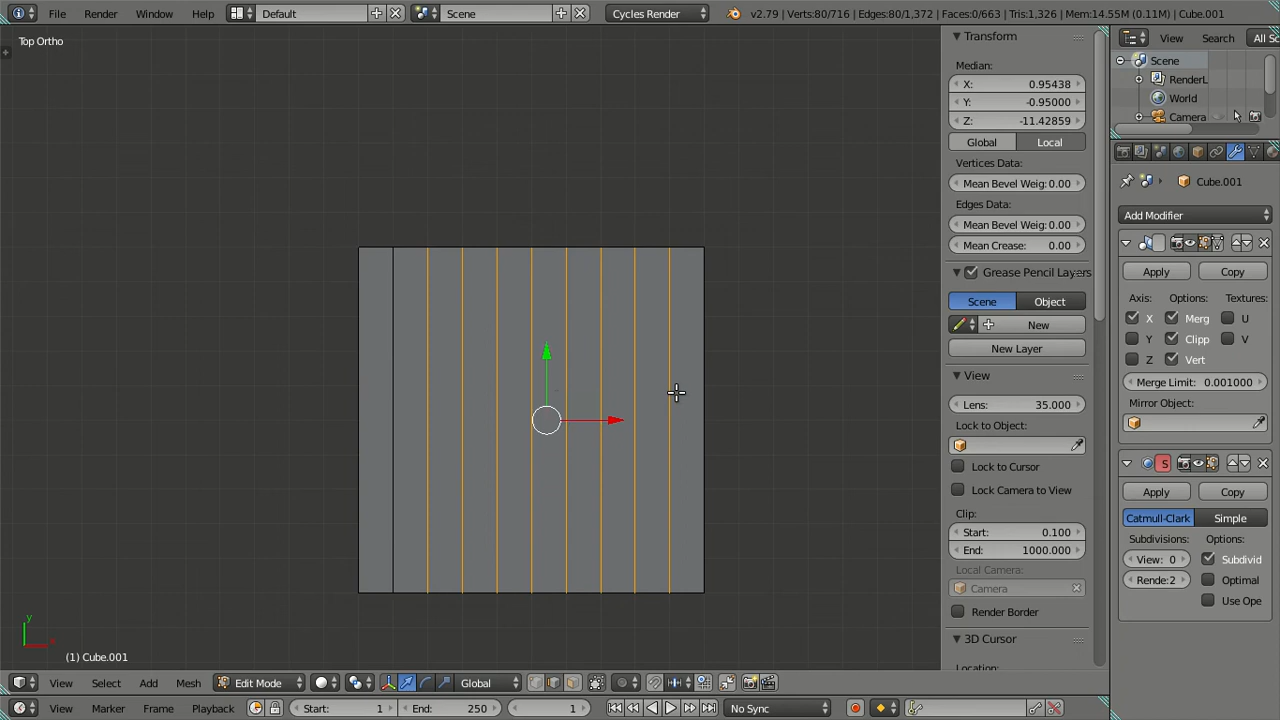 File Render Window Help Default Scene Cycles Render v2.79 | Verts:80/716 | Edges:80/1,372 | Faces:0/663 | Tris:1,326 | Mem:14.55M (0.11M) | Cube.001
Top Ortho
Transform
Median:
X: 0.95438
Y: -0.95000
Z: -11.42859
Global Local
Vertices Data:
Mean Bevel Weig: 0.00
Edges Data:
Mean Bevel Weig: 0.00
Mean Crease: 0.00
Grease Pencil Layers
Scene Object
New
New Layer
View
Lens: 35.000
Lock to Object:
Lock to Cursor
Lock Camera to View
Clip:
Start: 0.100
End: 1000.000
Local Camera:
Camera
Render Border
3D Cursor
Location:
View Search All Sc
Scene
RenderL
World
Camera
Cube.001
Add Modifier
Apply Copy
Axis: Options: Textures:
X Merg U
Y Clipp V
Z Vert
Merge Limit: 0.001000
Mirror Object:
S
Apply Copy
Catmull-Clark Simple
Subdivisions: Options:
View: 0 Subdivid
Rende: 2 Optimal
Use Ope
y
x
(1) Cube.001
View Select Add Mesh Edit Mode Global
View Marker Frame Playback Start: 1 End: 250 1 No Sync